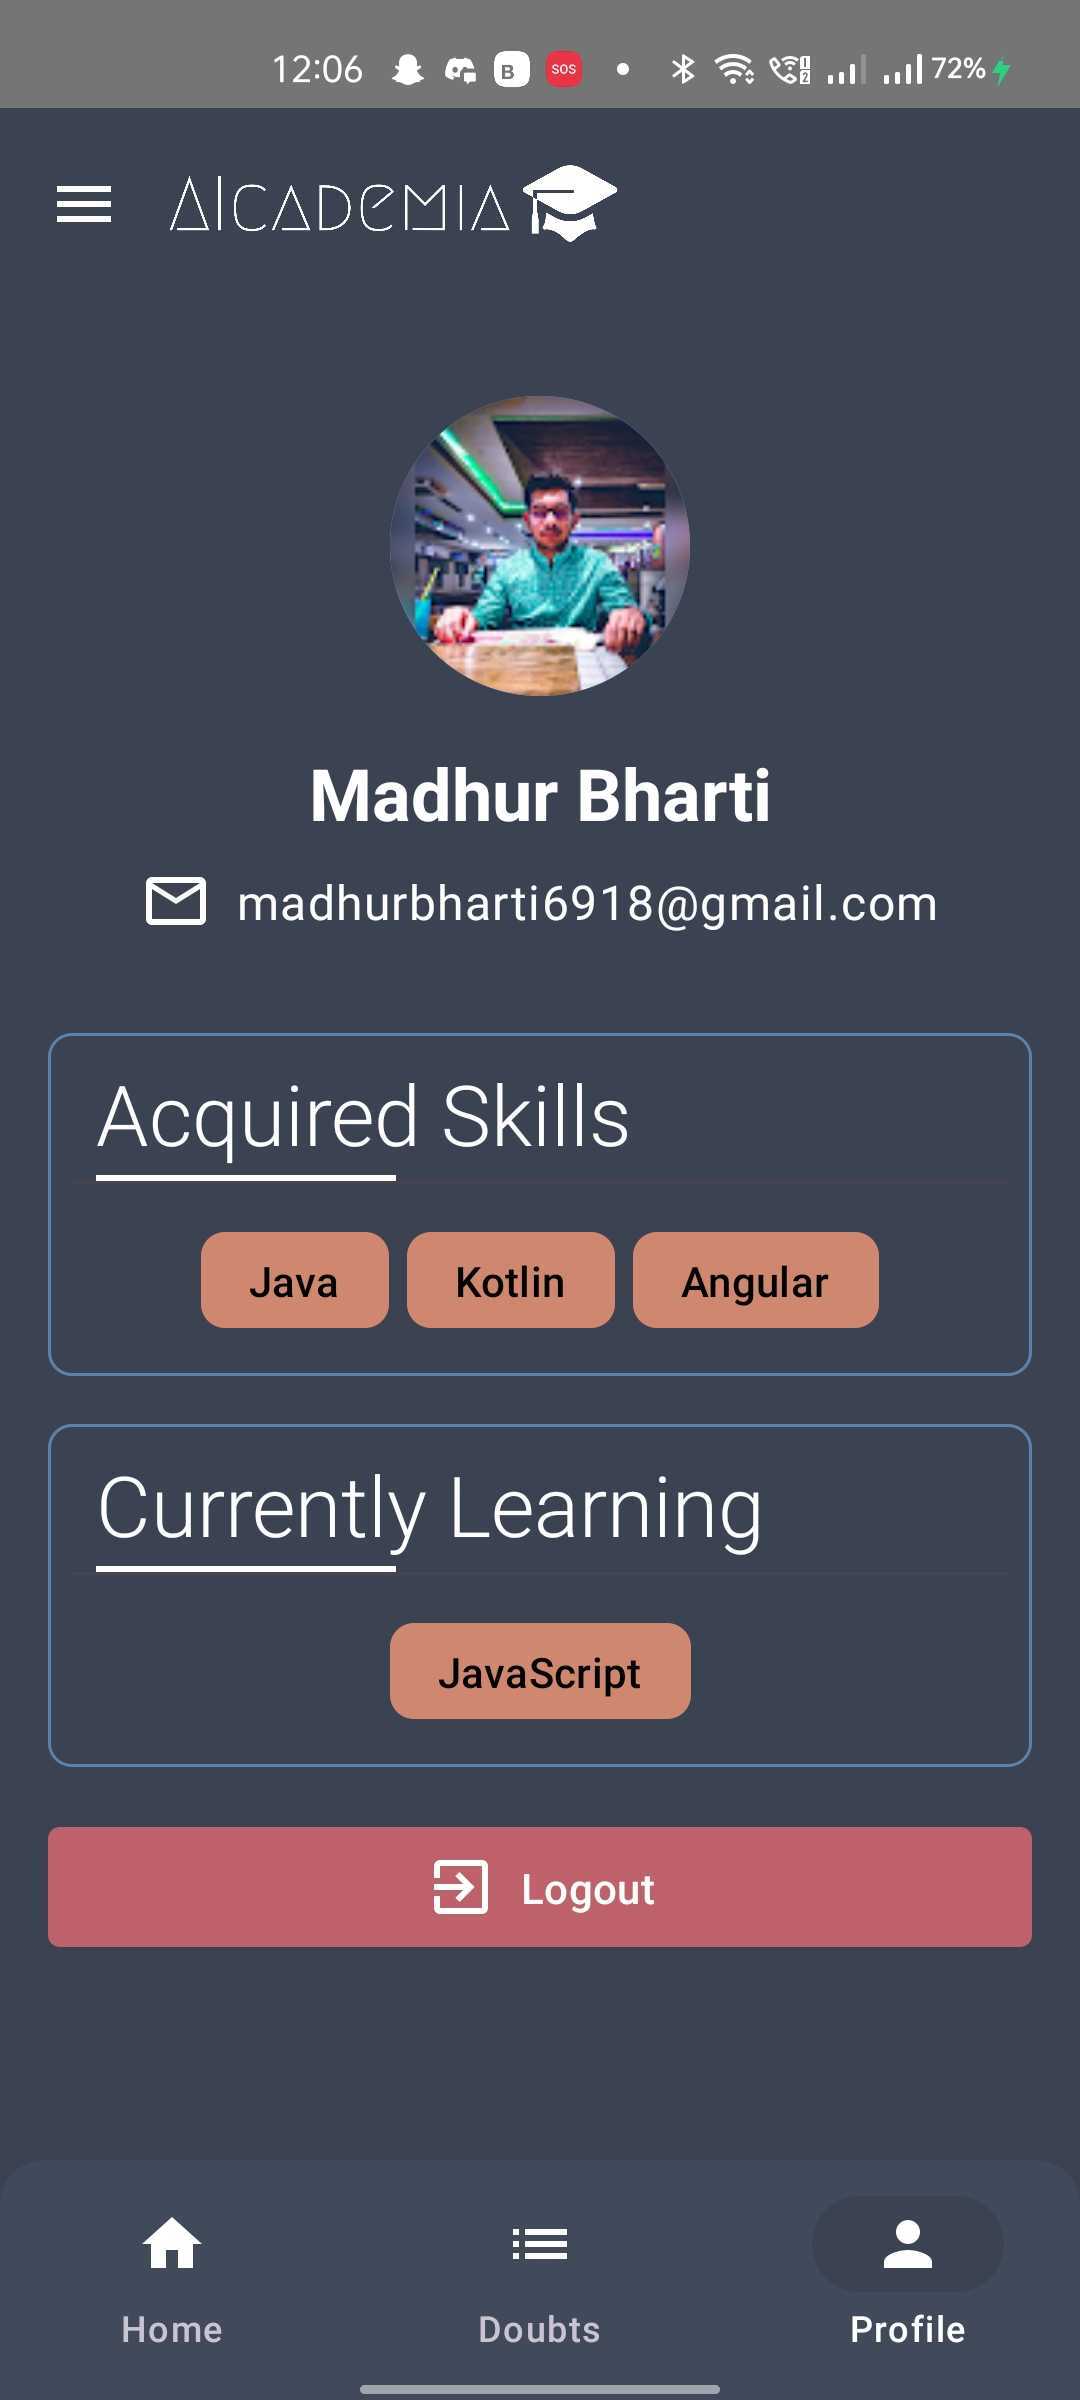 12:06 B SOS 72%
AICADEMIA
Madhur Bharti
madhurbharti6918@gmail.com
Acquired Skills
Java Kotlin Angular
Currently Learning
JavaScript
Logout
Home Doubts Profile